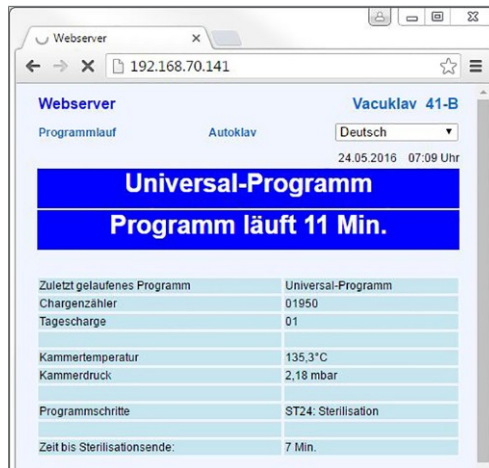 Webserver
192.168.70.141
Webserver Vacuklav 41-B
Programmlauf Autoklav Deutsch
24.05.2016 07:09 Uhr
Universal-Programm
Programm läuft 11 Min.
Zuletzt gelaufenes Programm Universal-Programm
Chargenzähler 01950
Tagescharge 01
Kammertemperatur 135,3°C
Kammerdruck 2,18 mbar
Programmschritte ST24: Sterilisation
Zeit bis Sterilisationsende: 7 Min.